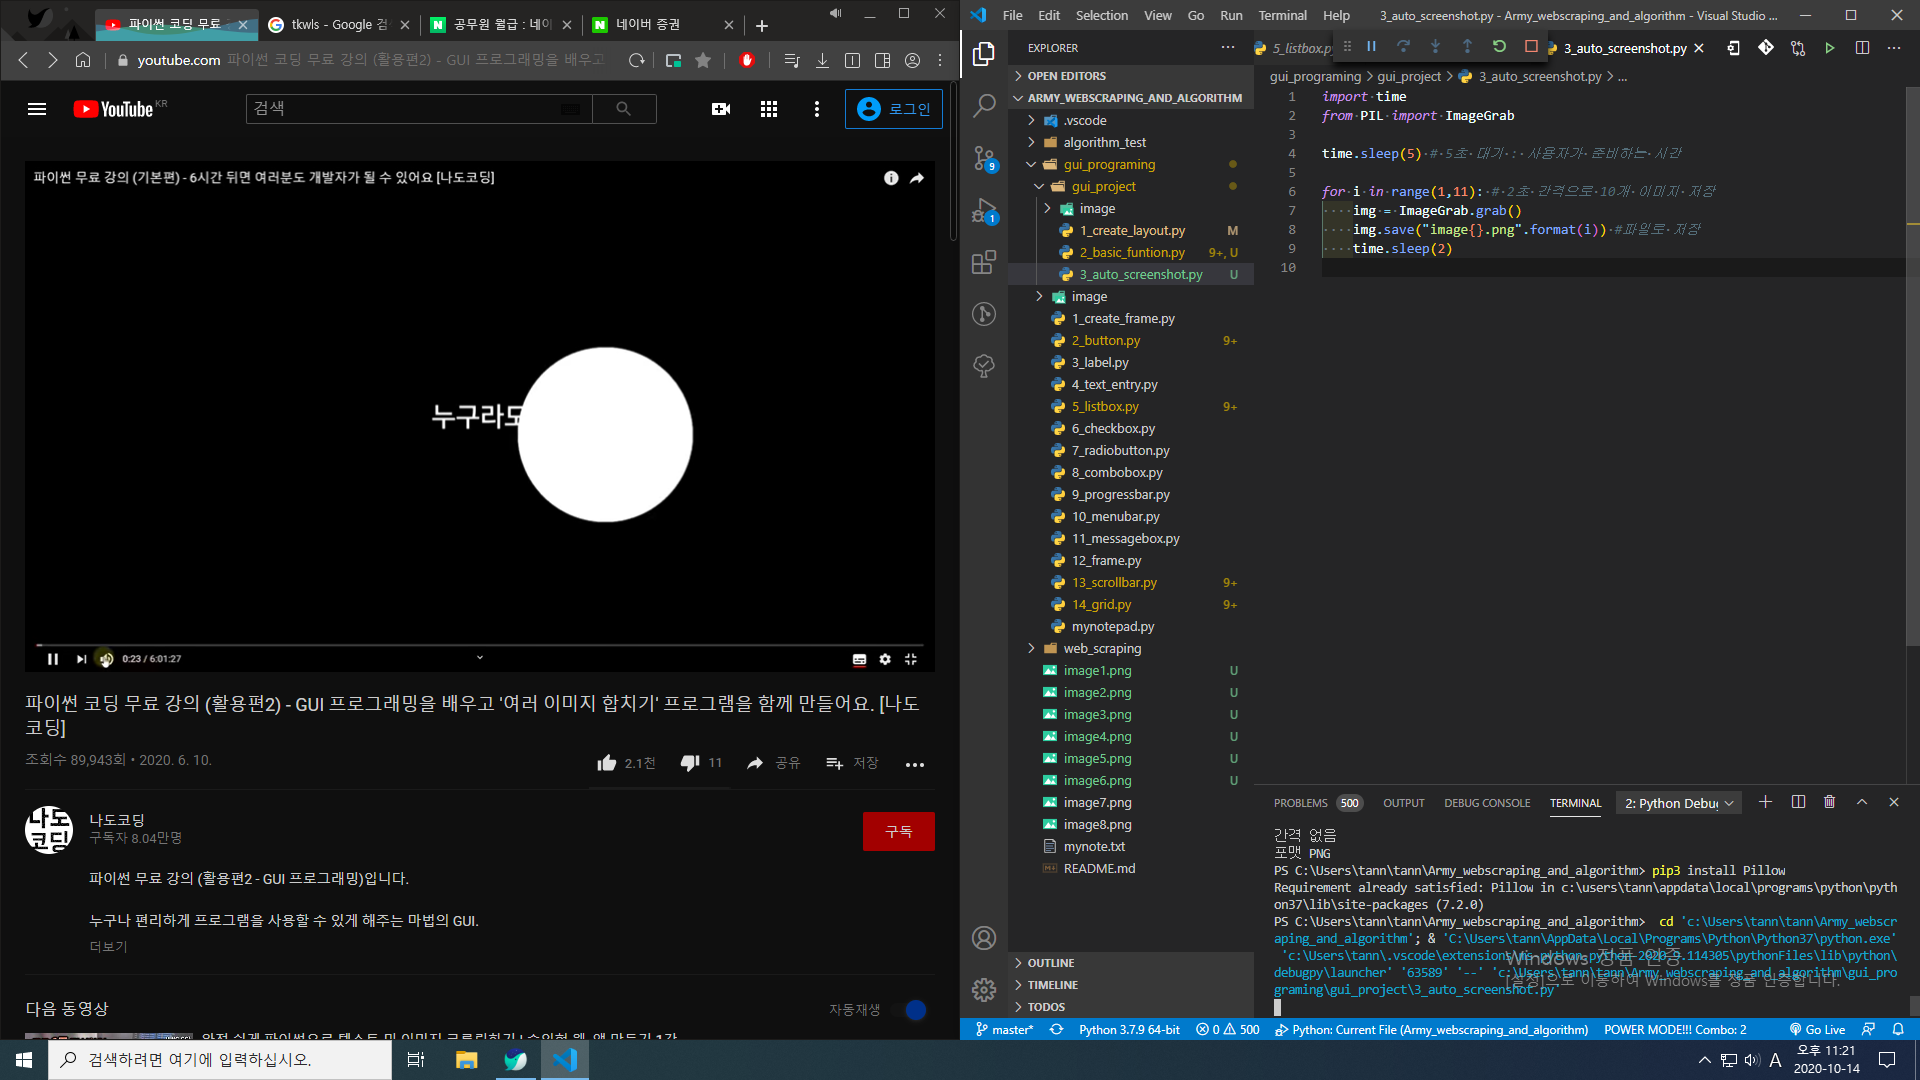 파이썬 코딩 무료
tkwls - Google 검
공무원 월급 : 네이
네이버 증권
youtube.com 파이썬 코딩 무료 강의 (활용편2) - GUI 프로그래밍을 배우고
YouTube KR
검색
로그인
파이썬 무료 강의 (기본편) - 6시간 뒤면 여러분도 개발자가 될 수 있어요 [나도코딩]
누구라도
0:23 / 6:01:27
파이썬 코딩 무료 강의 (활용편2) - GUI 프로그래밍을 배우고 '여러 이미지 합치기' 프로그램을 함께 만들어요. [나도
코딩]
조회수 89,943회 • 2020. 6. 10.
2.1천
11
공유
저장
나도
코딩
나도코딩
구독자 8.04만명
구독
파이썬 무료 강의 (활용편2 - GUI 프로그래밍)입니다.
누구나 편리하게 프로그램을 사용할 수 있게 해주는 마법의 GUI.
더보기
다음 동영상
자동재생
File Edit Selection View Go Run Terminal Help
3_auto_screenshot.py - Army_webscraping_and_algorithm - Visual Studio ...
EXPLORER
OPEN EDITORS
ARMY_WEBSCRAPING_AND_ALGORITHM
.vscode
algorithm_test
gui_programing
gui_project
image
1_create_layout.py M
2_basic_funtion.py 9+, U
3_auto_screenshot.py U
image
1_create_frame.py
2_button.py 9+
3_label.py
4_text_entry.py
5_listbox.py 9+
6_checkbox.py
7_radiobutton.py
8_combobox.py
9_progressbar.py
10_menubar.py
11_messagebox.py
12_frame.py
13_scrollbar.py 9+
14_grid.py 9+
mynotepad.py
web_scraping
image1.png U
image2.png U
image3.png U
image4.png U
image5.png U
image6.png U
image7.png
image8.png
mynote.txt
README.md
OUTLINE
TIMELINE
TODOS
9
1
5_listbox.py
3_auto_screenshot.py
gui_programing > gui_project > 3_auto_screenshot.py > ...
1 import time
2 from PIL import ImageGrab
3
4 time.sleep(5) # 5초 대기 : 사용자가 준비하는 시간
5
6 for i in range(1,11): # 2초 간격으로 10개 이미지 저장
7 img = ImageGrab.grab()
8 img.save("image{}.png".format(i)) #파일로 저장
9 time.sleep(2)
10
PROBLEMS 500 OUTPUT DEBUG CONSOLE TERMINAL 2: Python Debug
간격 없음
포맷 PNG
PS C:\Users\tann\tann\Army_webscraping_and_algorithm> pip3 install Pillow
Requirement already satisfied: Pillow in c:\users\tann\appdata\local\programs\python\pyth
on37\lib\site-packages (7.2.0)
PS C:\Users\tann\tann\Army_webscraping_and_algorithm> cd 'c:\Users\tann\tann\Army_webscr
aping_and_algorithm'; & 'C:\Users\tann\AppData\Local\Programs\Python\Python37\python.exe'
'c:\Users\tann\.vscode\extensions\ms-python.python-2020.9.114305\pythonFiles\lib\python\
debugpy\launcher' '63589' '--' 'c:\Users\tann\tann\Army_webscraping_and_algorithm\gui_pro
graming\gui_project\3_auto_screenshot.py'
Windows 정품 인증
[설정]으로 이동하여 Windows를 정품 인증합니다.
master*
Python 3.7.9 64-bit
0 500
Python: Current File (Army_webscraping_and_algorithm)
POWER MODE!!! Combo: 2
Go Live
검색하려면 여기에 입력하십시오.
A
오후 11:21
2020-10-14